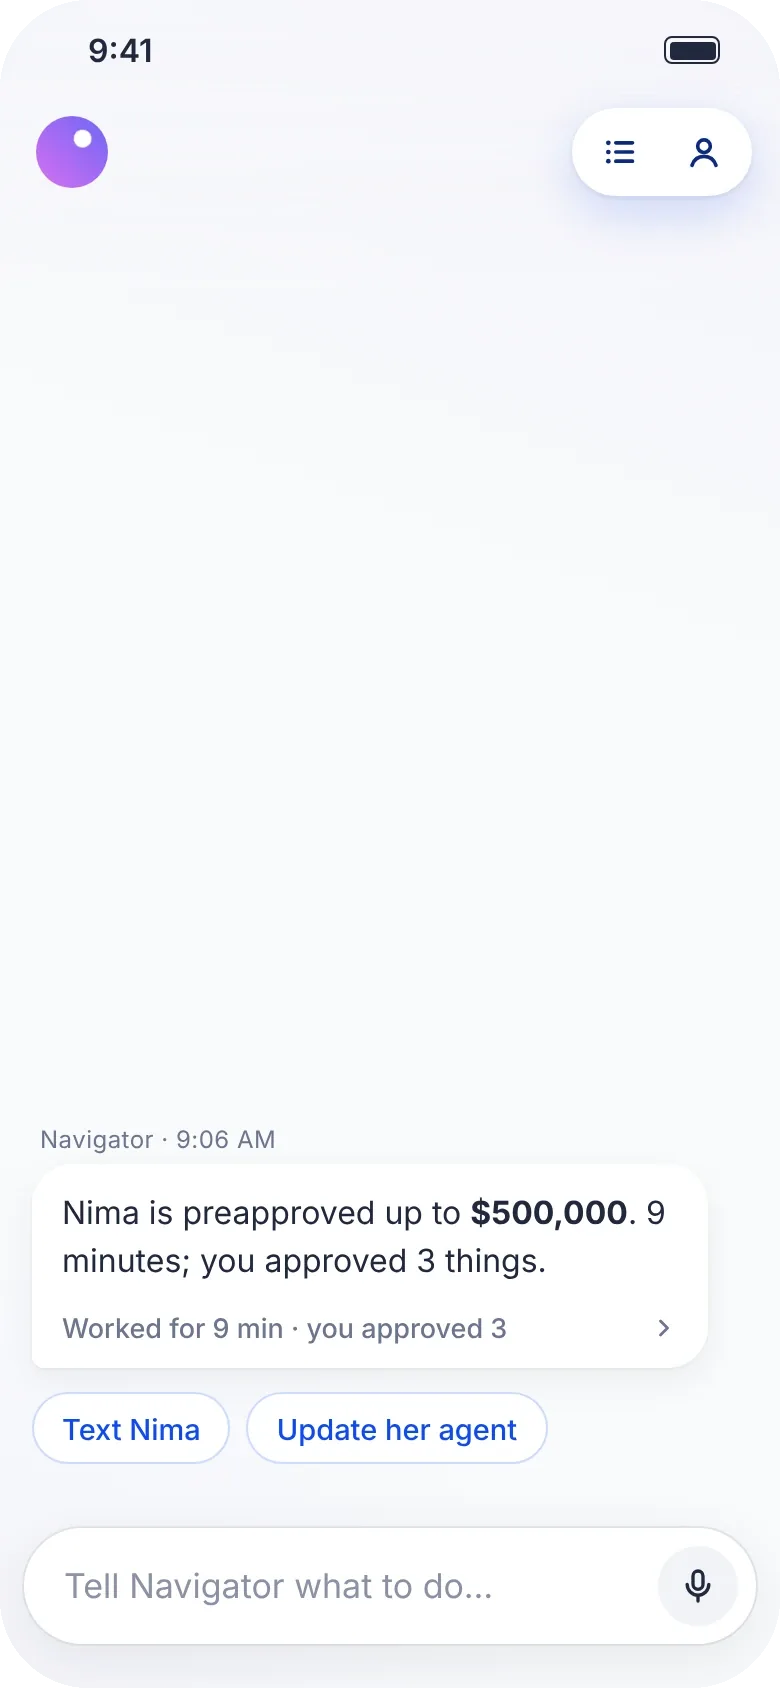 9:41
Navigator · 9:06 AM
Nima is preapproved up to $500,000. 9
minutes; you approved 3 things.
Worked for 9 min · you approved 3
Text Nima
Update her agent
Tell Navigator what to do...